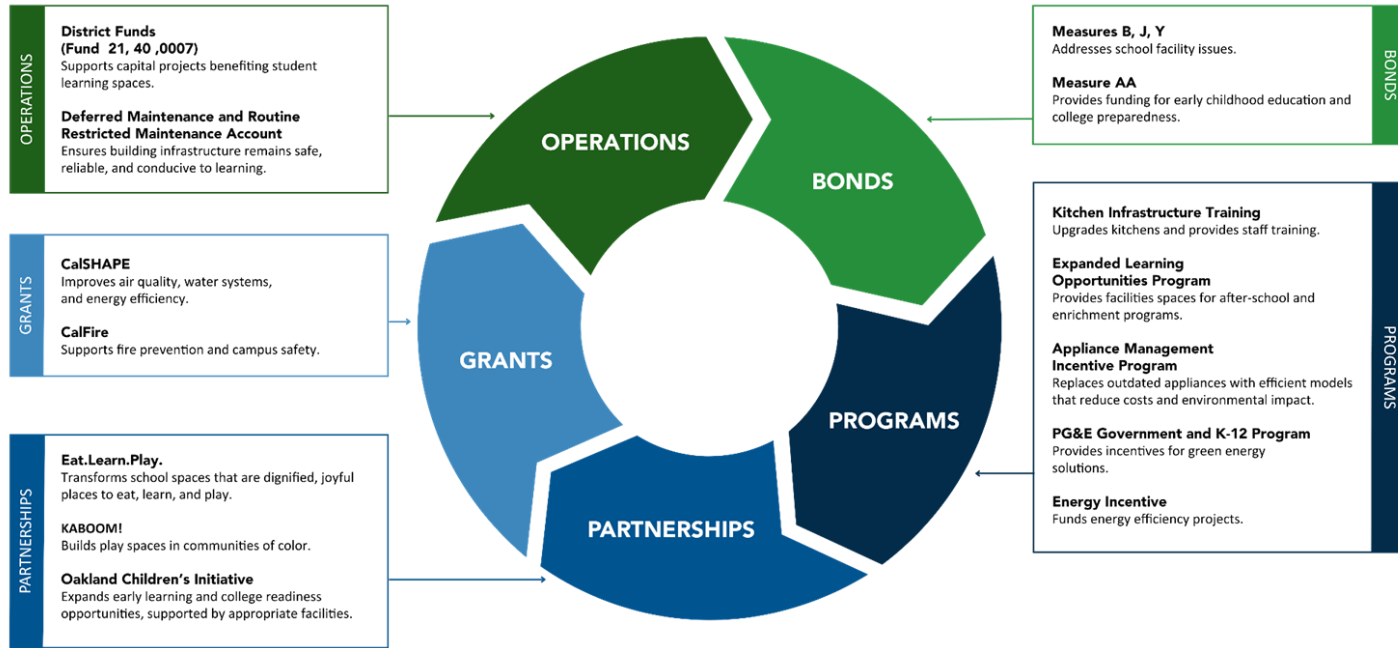 OPERATIONS
District Funds
(Fund 21, 40 ,0007)
Supports capital projects benefiting student
learning spaces.
Deferred Maintenance and Routine
Restricted Maintenance Account
Ensures building infrastructure remains safe,
reliable, and conducive to learning.
GRANTS
CalSHAPE
Improves air quality, water systems,
and energy efficiency.
CalFire
Supports fire prevention and campus safety.
PARTNERSHIPS
Eat.Learn.Play.
Transforms school spaces that are dignified, joyful
places to eat, learn, and play.
KABOOM!
Builds play spaces in communities of color.
Oakland Children's Initiative
Expands early learning and college readiness
opportunities, supported by appropriate facilities.
OPERATIONS
BONDS
GRANTS
PROGRAMS
PARTNERSHIPS
Measures B, J, Y
Addresses school facility issues.
Measure AA
Provides funding for early childhood education and
college preparedness.
BONDS
Kitchen Infrastructure Training
Upgrades kitchens and provides staff training.
Expanded Learning
Opportunities Program
Provides facilities spaces for after-school and
enrichment programs.
Appliance Management
Incentive Program
Replaces outdated appliances with efficient models
that reduce costs and environmental impact.
PG&E Government and K-12 Program
Provides incentives for green energy
solutions.
Energy Incentive
Funds energy efficiency projects.
PROGRAMS